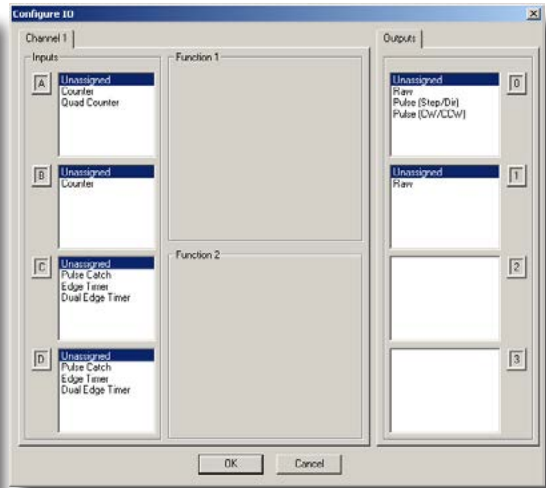 Configure IO
Channel 1
Outputs
Inputs
Function 1
A
Unassigned
Counter
Quad Counter
B
Unassigned
Counter
C
Unassigned
Pulse Catch
Edge Timer
Dual Edge Timer
D
Unassigned
Pulse Catch
Edge Timer
Dual Edge Timer
Function 2
Unassigned
Raw
Pulse (Step/Dir)
Pulse (CW/CCW)
0
Unassigned
Raw
1
2
3
OK
Cancel